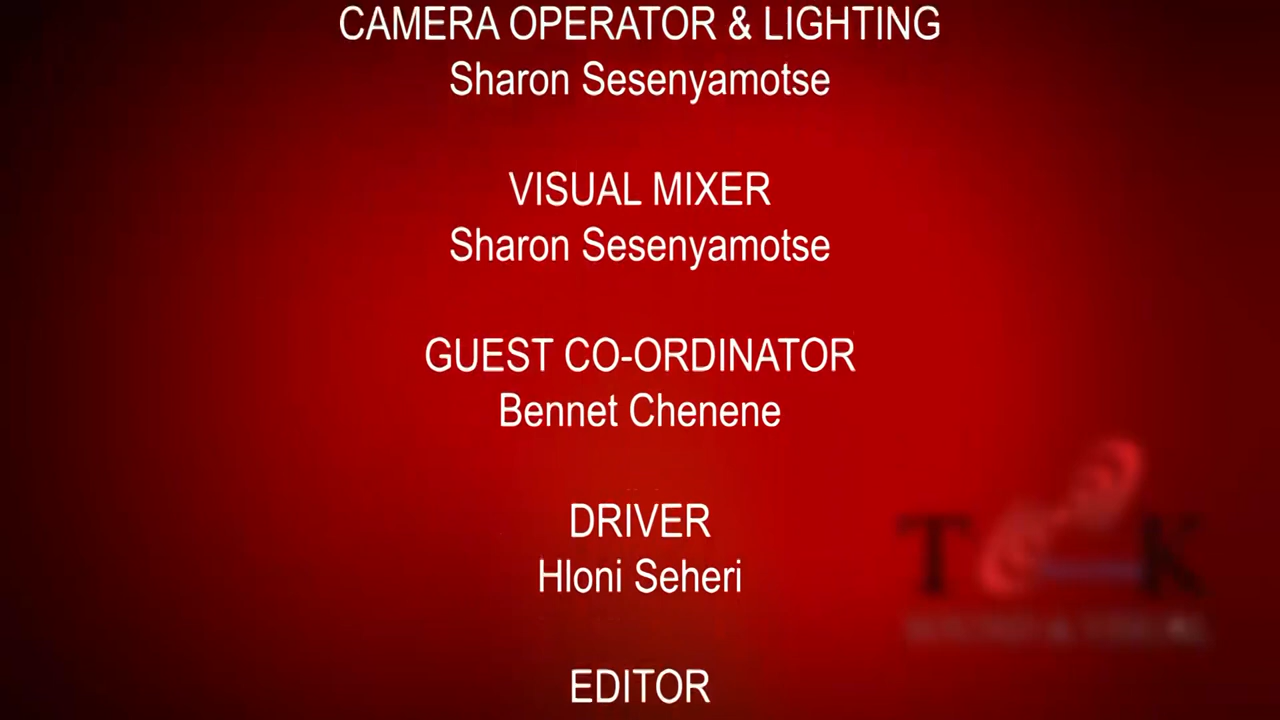 CAMERA OPERATOR & LIGHTING
Sharon Sesenyamotse
VISUAL MIXER
Sharon Sesenyamotse
GUEST CO-ORDINATOR
Bennet Chenene
DRIVER
Hloni Seheri
EDITOR